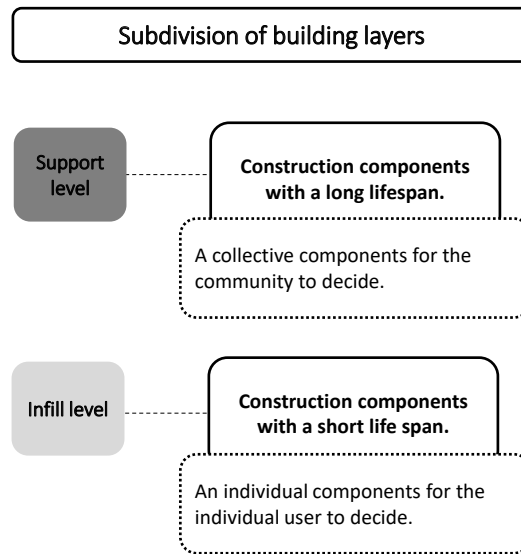 Subdivision of building layers
Support
level
Construction components
with a long lifespan.
A collective components for the
community to decide.
Infill level
Construction components
with a short life span.
An individual components for the
individual user to decide.